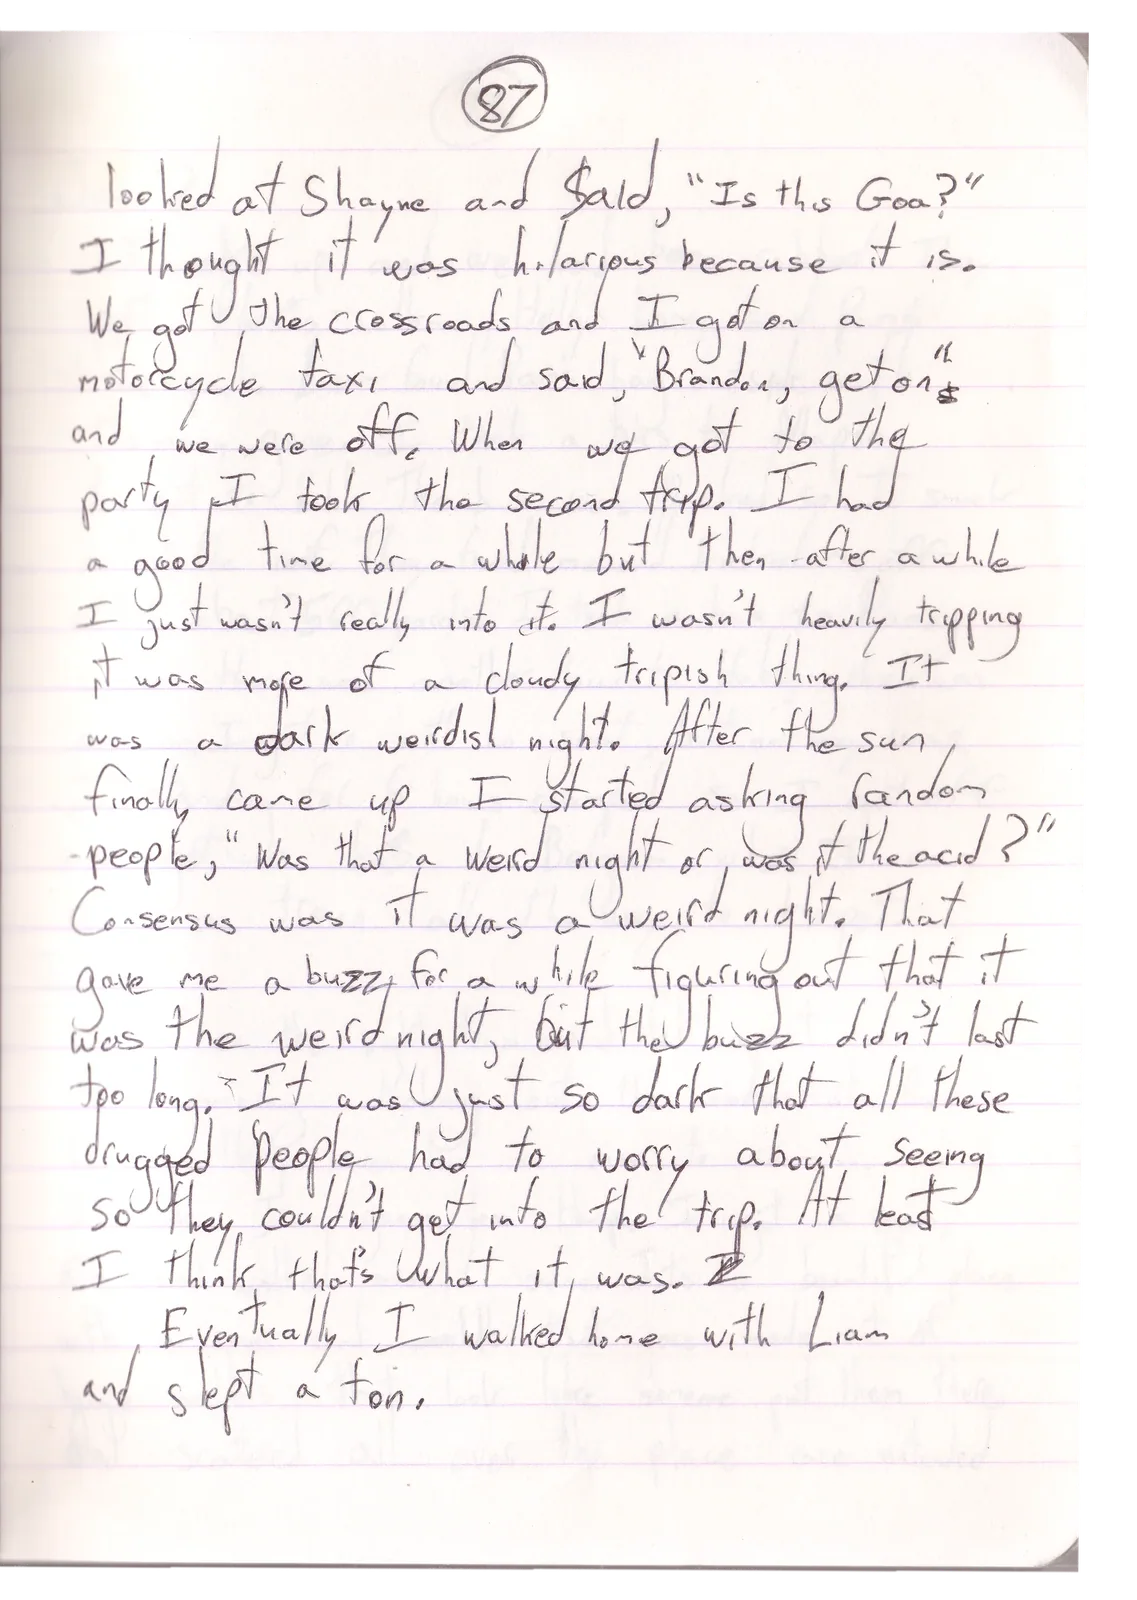 87
looked at Shayne and said, "Is this Goa?"
I thought it was hilarious because it is.
We got the crossroads and I got on a
motorcycle taxi and said, "Brandon, get on"
and we were off. When we got to the
party I took the second trip. I had
a good time for a while but then after a while
I just wasn't really into it. I wasn't heavily tripping
it was more of a cloudy tripish thing. It
was a dark weirdish night. After the sun
finally came up I started asking random
people, "Was that a weird night or was it the acid?"
Consensus was it was a weird night. That
gave me a buzz for a while figuring out that it
was the weird night, but the buzz didn't last
too long. It was just so dark that all these
drugged people had to worry about seeing
so they couldn't get into the trip. At least
I think that's what it was.
Eventually I walked home with Liam
and slept a ton.